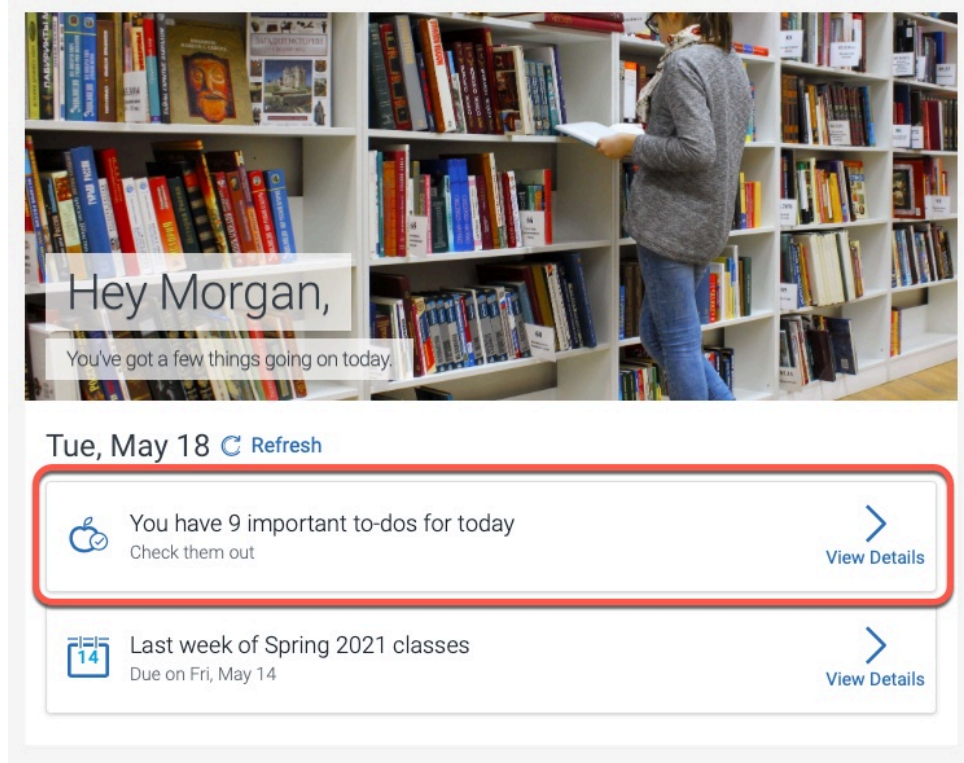 ЗАГАДКИ ИСТОРИИ
Hey Morgan,
You've got a few things going on today.
Tue, May 18 Refresh
You have 9 important to-dos for today
Check them out
View Details
14
Last week of Spring 2021 classes
Due on Fri, May 14
View Details